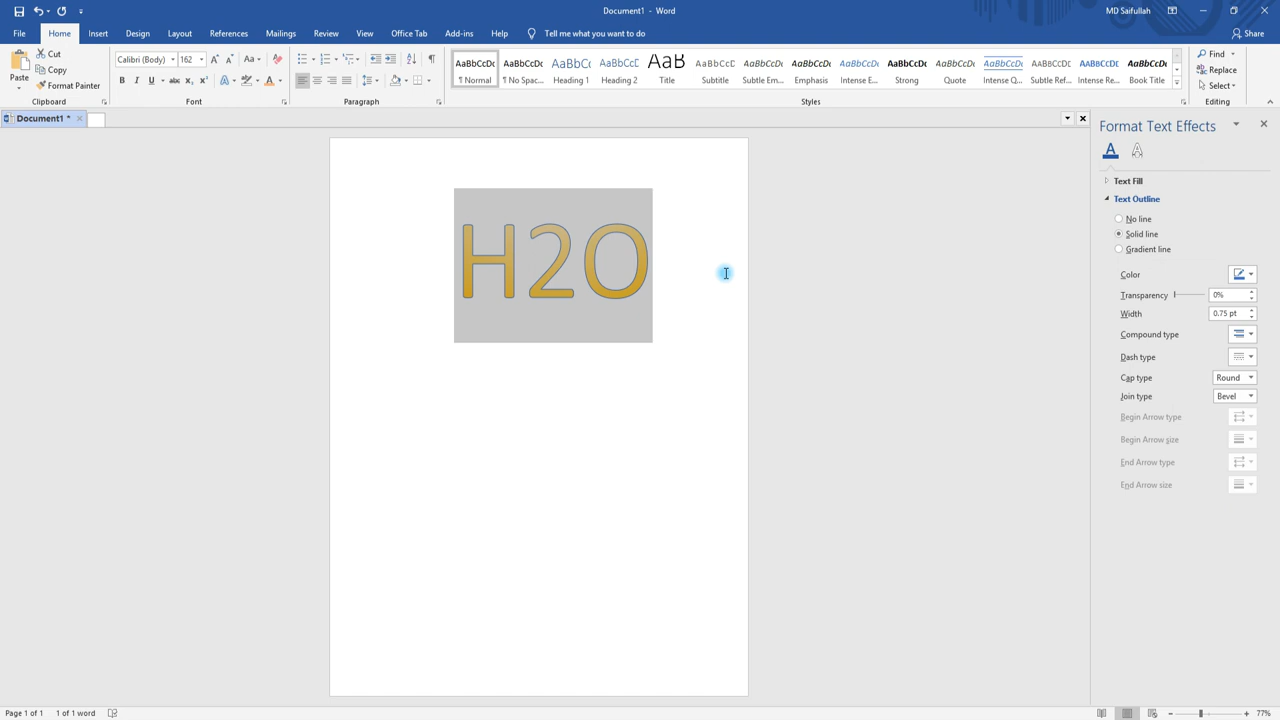 Document1 - Word
MD Saifullah
File Home Insert Design Layout References Mailings Review View Office Tab Add-ins Help Tell me what you want to do Share
Paste
Cut
Copy
Format Painter
Clipboard
Calibri (Body) 162
Aa
B I U abc X₂ X²
A
Font
Paragraph
AaBbCcDc AaBbCcDc AaBbCc AaBbCcC AaB AaBbCcD AaBbCcDc AaBbCcDc AaBbCcDc AaBbCcDc AaBbCcDc AaBbCcDc AaBbCcDc AaBbCcDc AaBbCcDc
¶ Normal ¶ No Spac... Heading 1 Heading 2 Title Subtitle Subtle Em... Emphasis Intense E... Strong Quote Intense Q... Subtle Ref... Intense Re... Book Title
Styles
Find
Replace
Select
Editing
Document1 *
H2O
Format Text Effects
A A
Text Fill
Text Outline
No line
Solid line
Gradient line
Color
Transparency 0%
Width 0.75 pt
Compound type
Dash type
Cap type Round
Join type Bevel
Begin Arrow type
Begin Arrow size
End Arrow type
End Arrow size
Page 1 of 1 1 of 1 word
77%